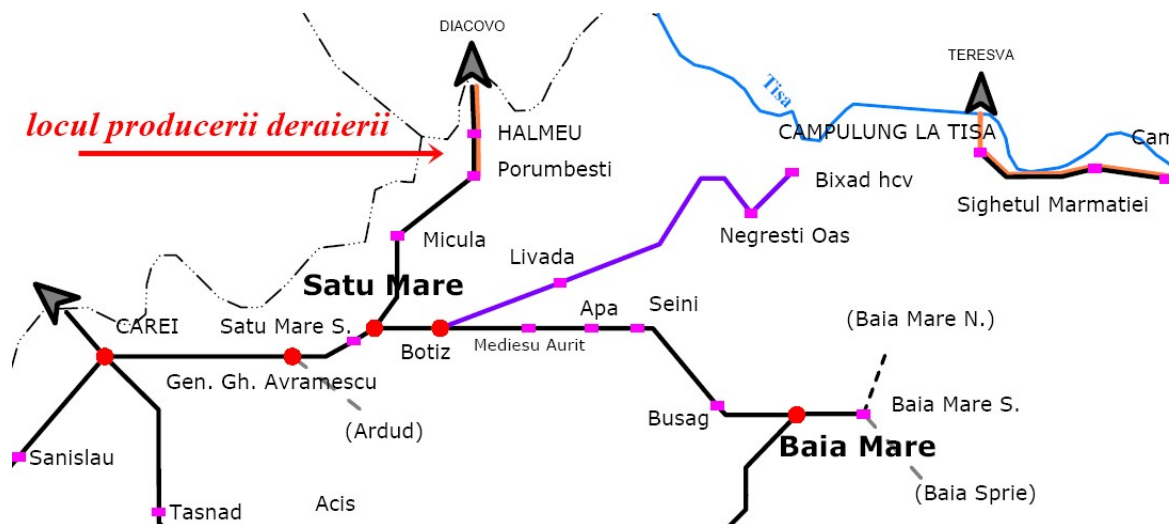 DIACOVO
TERESVA
Tisa
locul producerii deraierii
HALMEU
CAMPULUNG LA TISA
Cam
Porumbesti
Bixad hcv
Sighetul Marmatiei
Micula
Negresti Oas
Livada
Satu Mare
CAREI
Satu Mare S.
Botiz
Mediesu Aurit
Apa
Seini
(Baia Mare N.)
Gen. Gh. Avramescu
(Ardud)
Busag
Baia Mare S.
Baia Mare
Sanislau
(Baia Sprie)
Tasnad
Acis